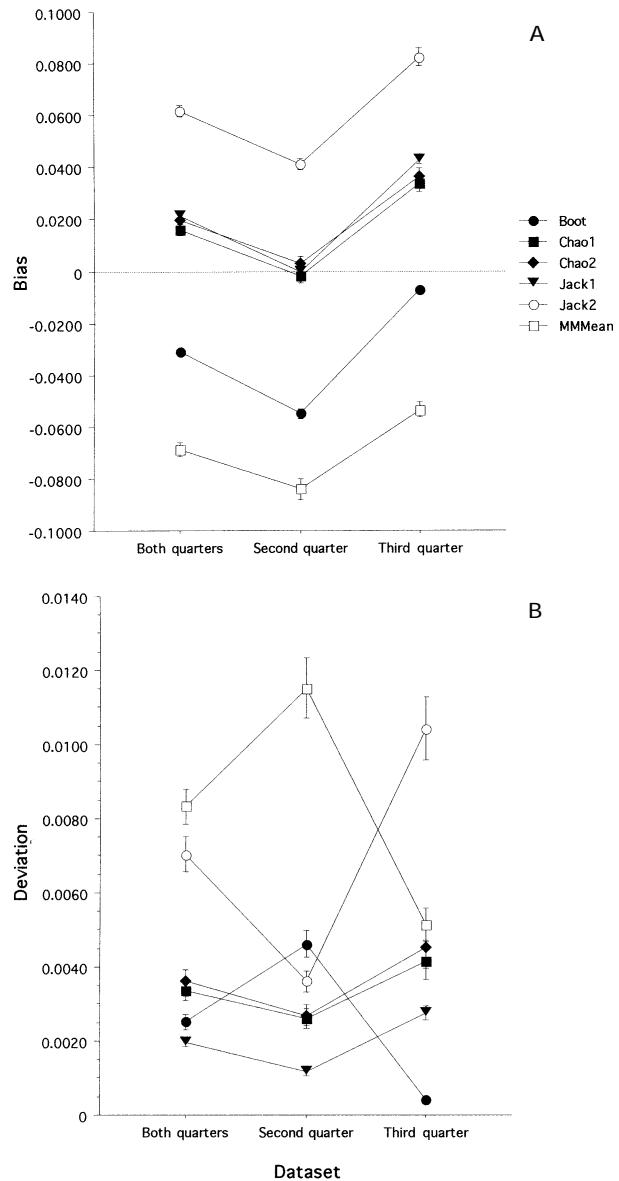 A
0.1000
0.0800
0.0600
0.0400
0.0200
0
-0.0200
-0.0400
-0.0600
-0.0800
-0.1000
Bias
Both quarters
Second quarter
Third quarter
Boot
Chao1
Chao2
Jack1
Jack2
MMMean
B
0.0140
0.0120
0.0100
0.0080
0.0060
0.0040
0.0020
0
Deviation
Both quarters
Second quarter
Third quarter
Dataset